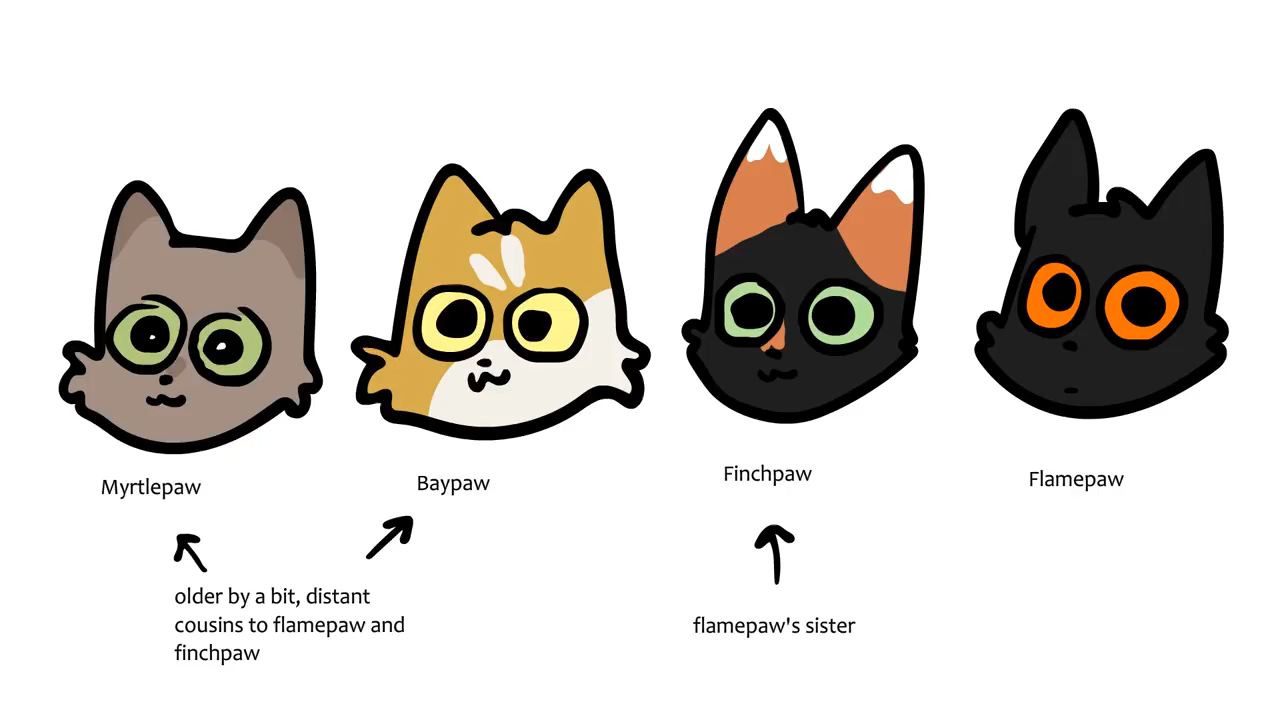 Myrtlepaw
Baypaw
Finchpaw
Flamepaw
older by a bit, distant
cousins to flamepaw and
finchpaw
flamepaw's sister